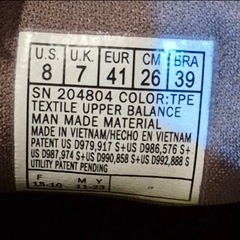 U.S. U.K. EUR CM BRA
8 7 41 26 39
SN 204804 COLOR:TPE
TEXTILE UPPER BALANCE
MAN MADE MATERIAL
MADE IN VIETNAM/HECHO EN VIETNAM
PATENT US D979,917 S+US D986,576 S+
US D987,974 S+US D990,858 S+US D992,888 S
UTILITY PATENT PENDING
F M Y
11-23